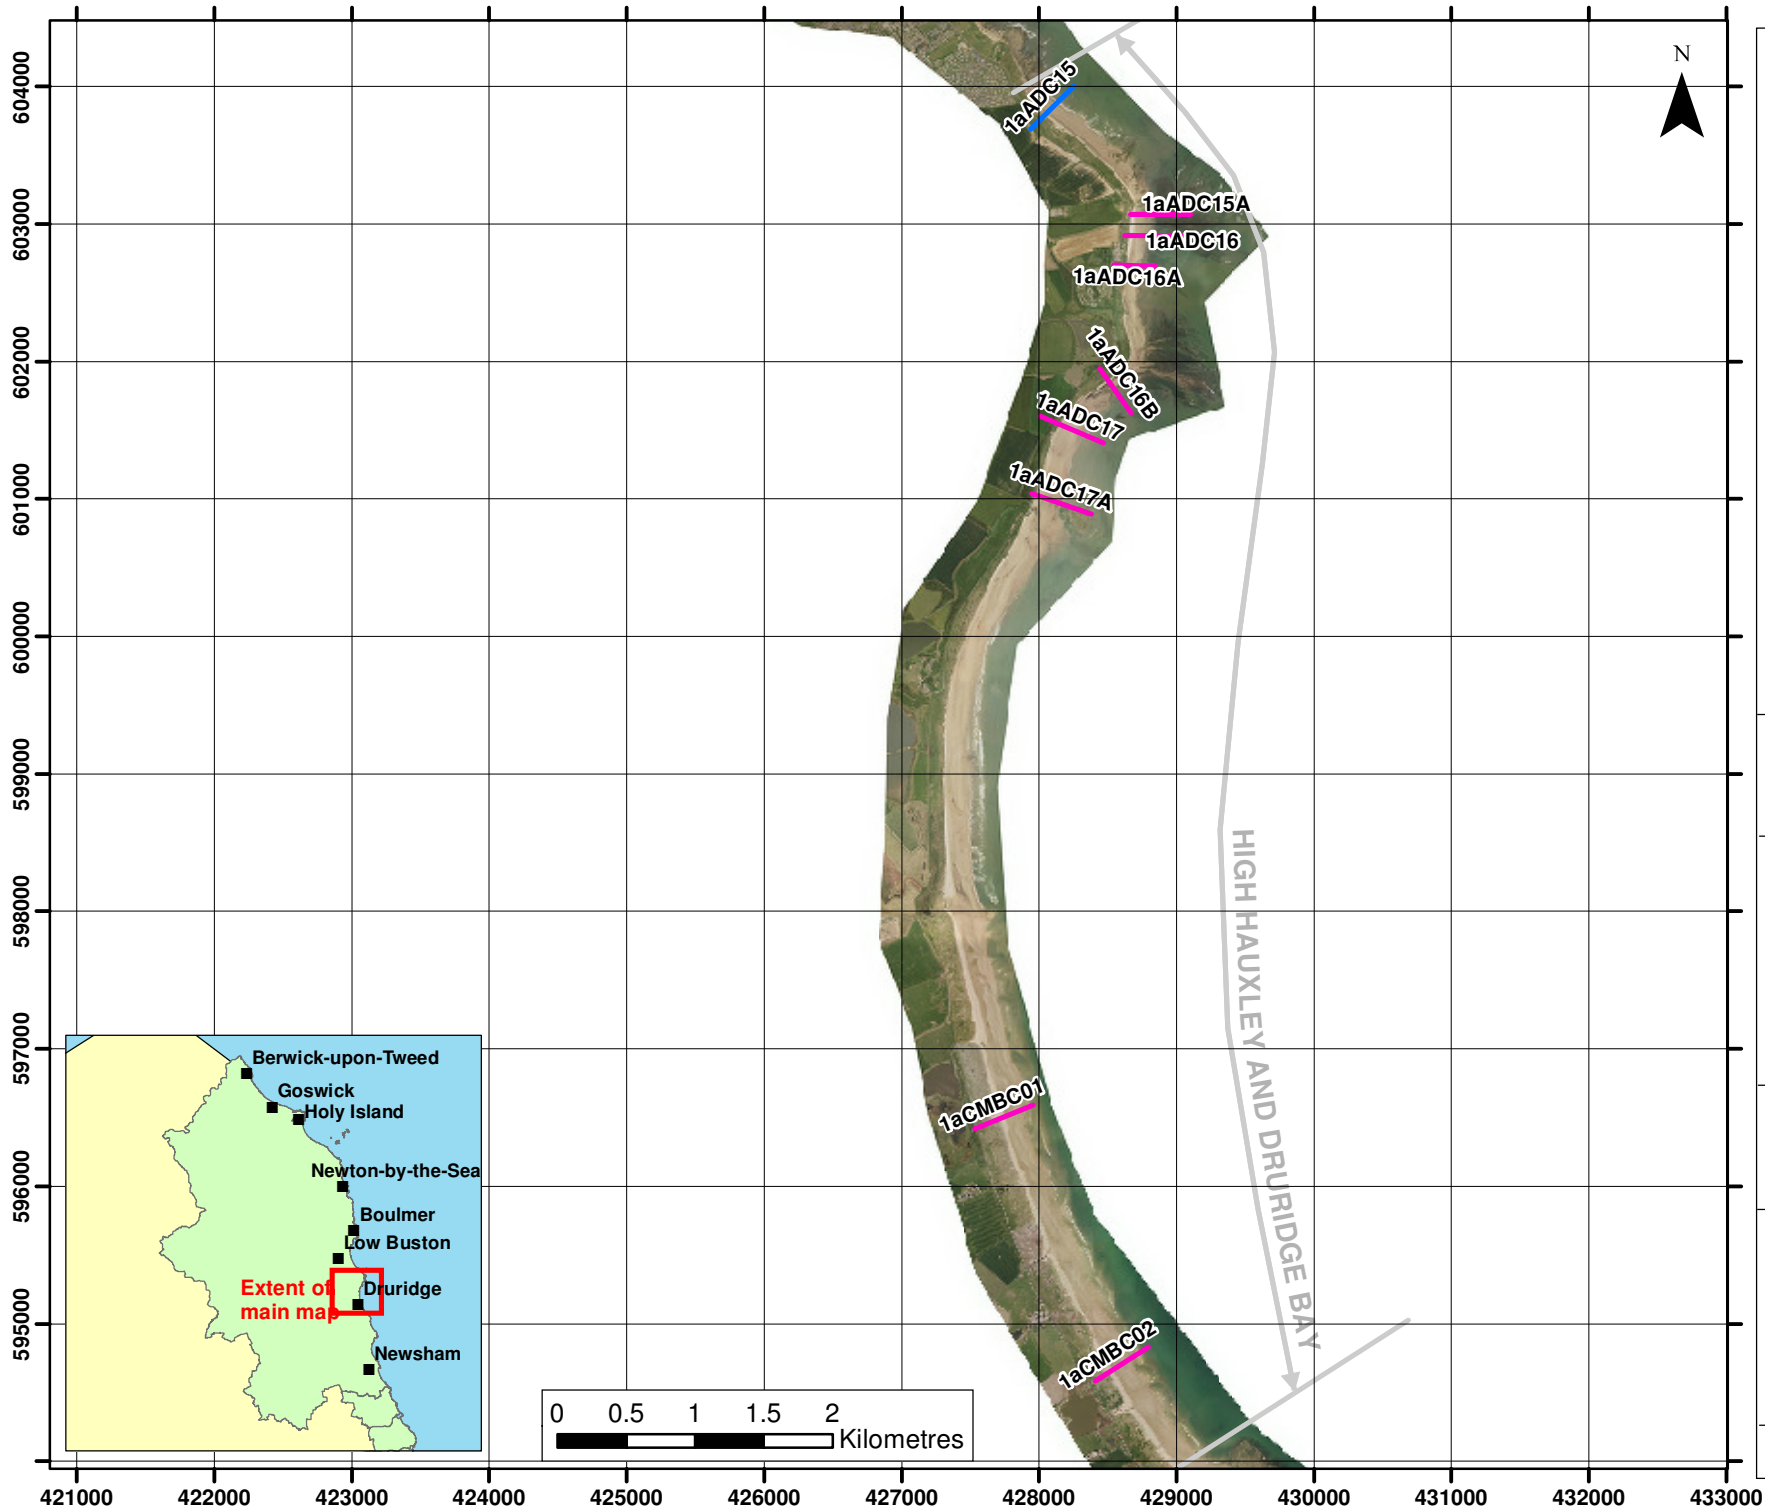 N
604000
603000
602000
601000
600000
599000
598000
597000
596000
595000
1aADC15
1aADC15A
1aADC16
1aADC16A
1aADC16B
1aADC17
1aADC17A
HIGH HAUXLEY AND DRURIDGE BAY
1aCMBC01
1aCMBC02
Berwick-upon-Tweed
Goswick
Holy Island
Newton-by-the-Sea
Boulmer
Low Buston
Extent of
main map
Druridge
Newsham
0 0.5 1 1.5 2
Kilometres
421000 422000 423000 424000 425000 426000 427000 428000 429000 430000 431000 432000 433000